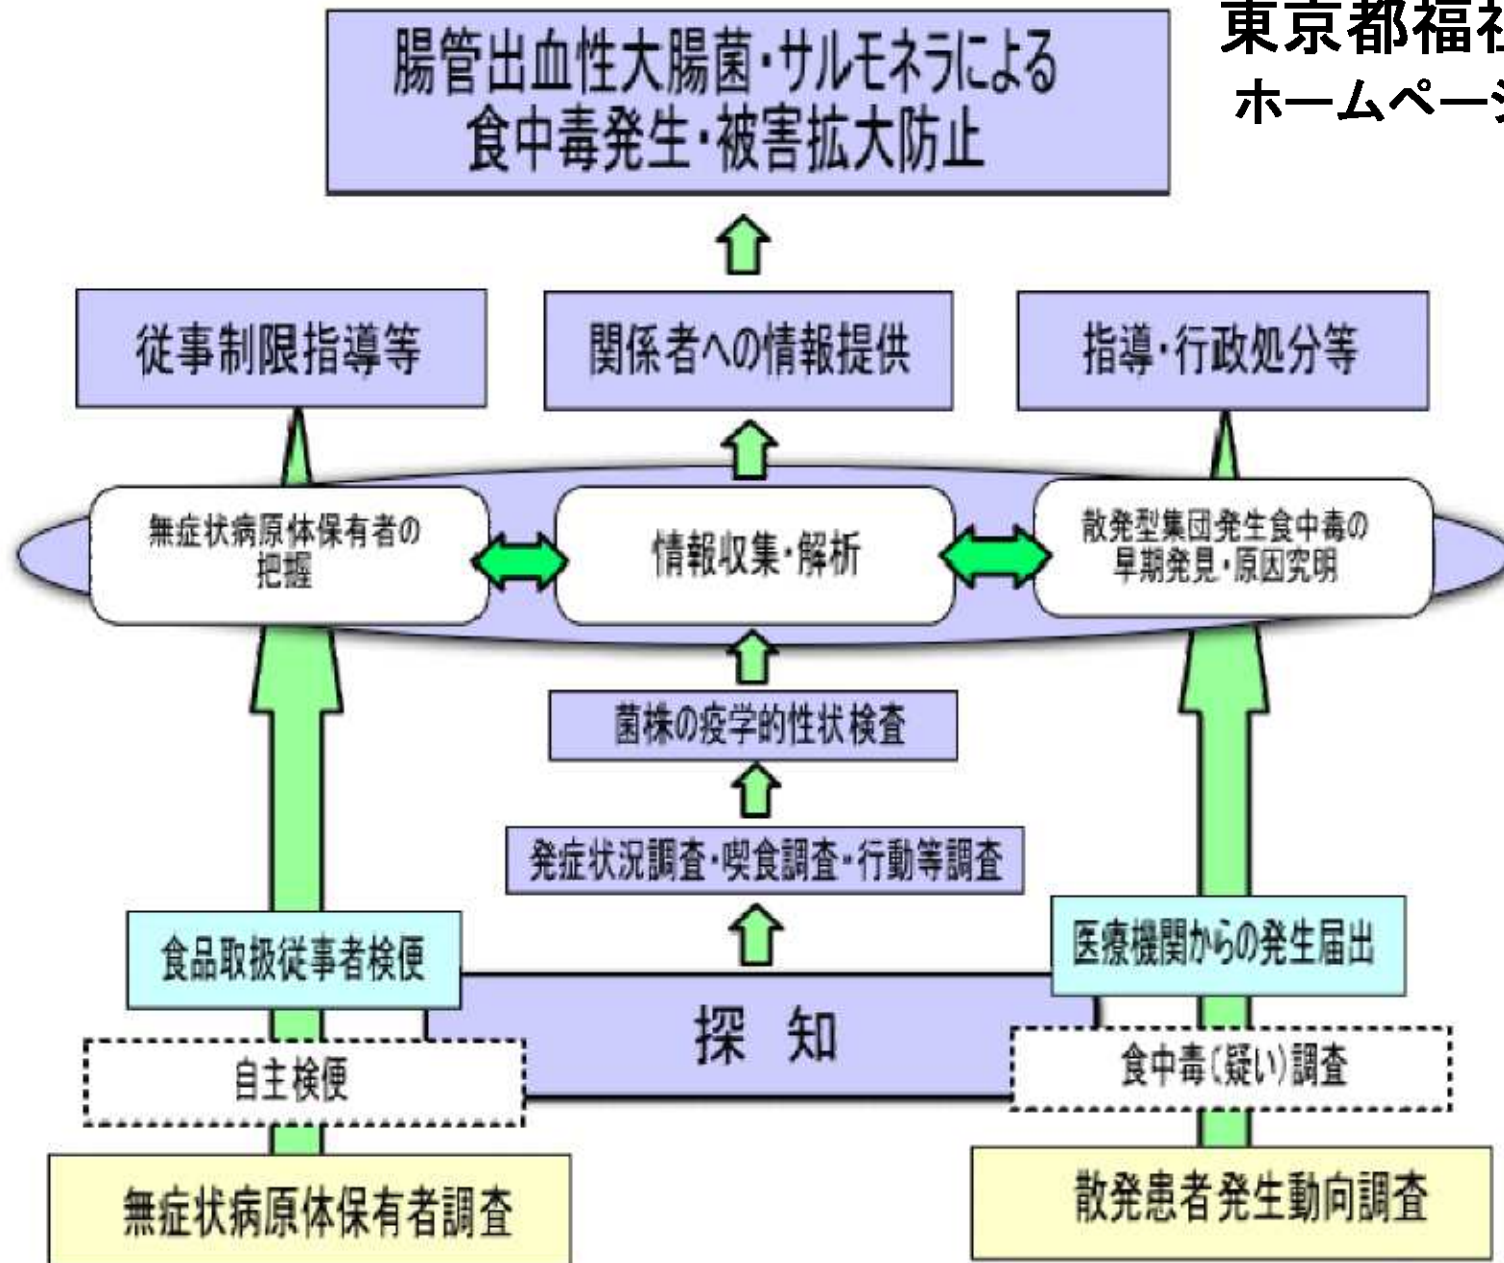 東京都福祉
ホームページ
腸管出血性大腸菌・サルモネラによる
食中毒発生・被害拡大防止
従事制限指導等
関係者への情報提供
指導・行政処分等
無症状病原体保有者の
把握
情報収集・解析
散発型集団発生食中毒の
早期発見・原因究明
菌株の疫学的性状検査
発症状況調査・喫食調査・行動等調査
食品取扱従事者検便
医療機関からの発生届出
探 知
自主検便
食中毒(疑い)調査
無症状病原体保有者調査
散発患者発生動向調査